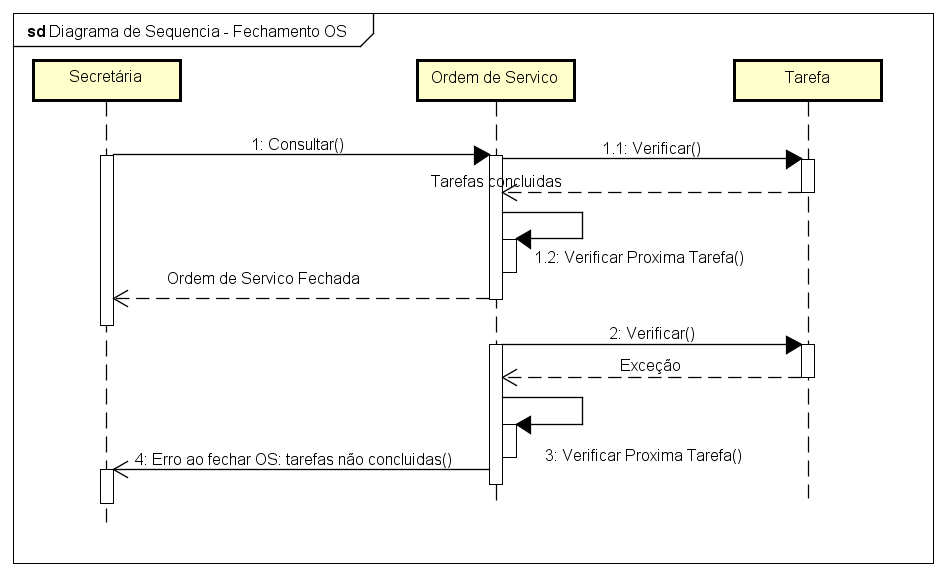 sd Diagrama de Sequencia - Fechamento OS
Secretária
Ordem de Servico
Tarefa
1: Consultar()
1.1: Verificar()
Tarefas concluidas
1.2: Verificar Proxima Tarefa()
Ordem de Servico Fechada
2: Verificar()
Exceção
3: Verificar Proxima Tarefa()
4: Erro ao fechar OS: tarefas não concluidas()